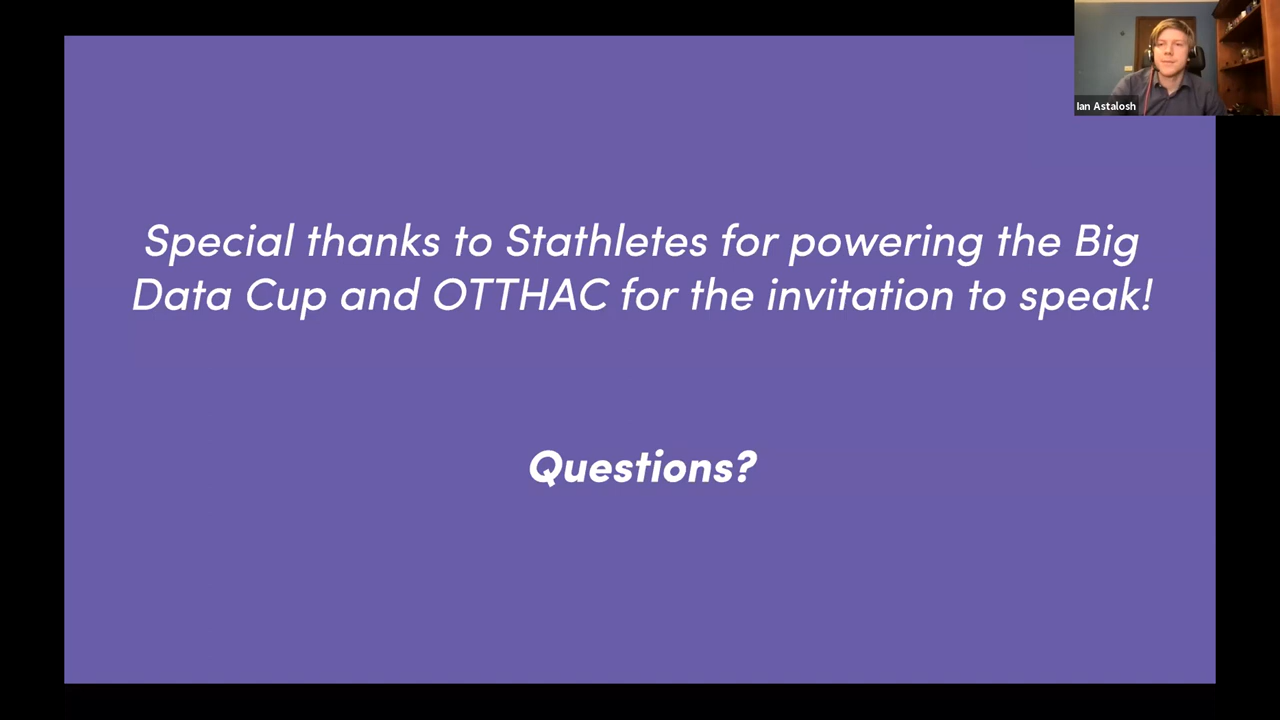 Ian Astalosh
Special thanks to Stathletes for powering the Big
Data Cup and OTTHAC for the invitation to speak!
Questions?